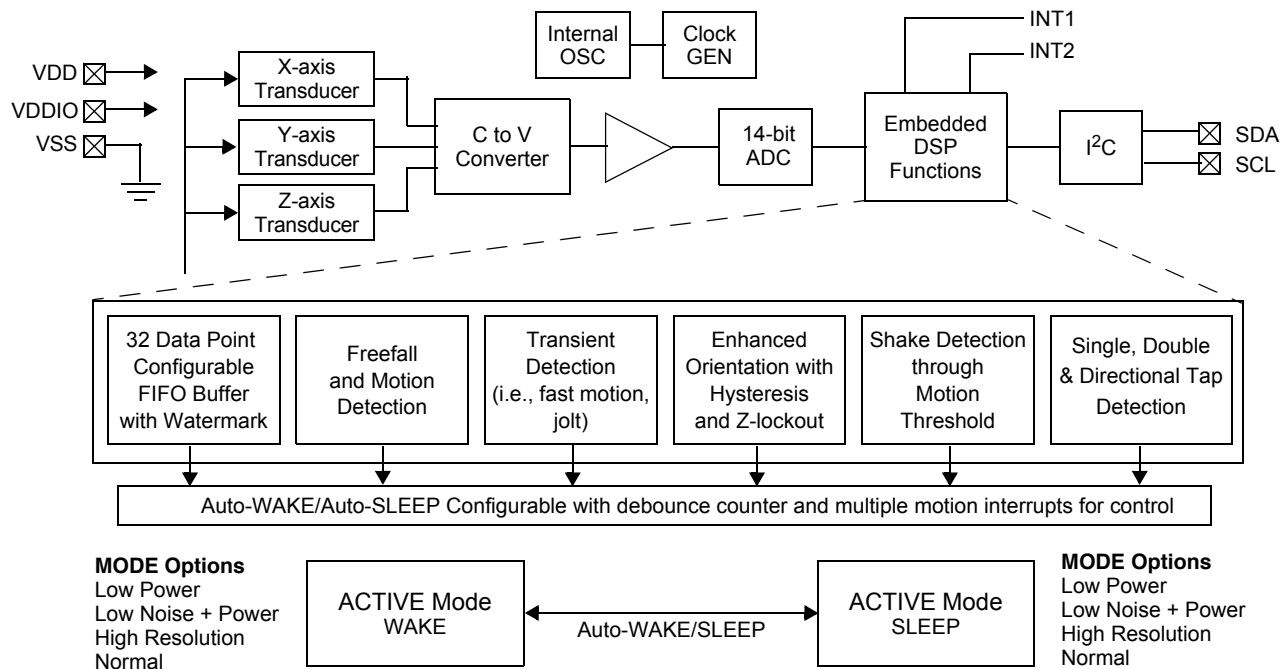 INT1
INT2
Internal
OSC
Clock
GEN
VDD
VDDIO
VSS
X-axis
Transducer
Y-axis
Transducer
Z-axis
Transducer
C to V
Converter
14-bit
ADC
Embedded
DSP
Functions
I²C
SDA
SCL
32 Data Point
Configurable
FIFO Buffer
with Watermark
Freefall
and Motion
Detection
Transient
Detection
(i.e., fast motion,
jolt)
Enhanced
Orientation with
Hysteresis
and Z-lockout
Shake Detection
through
Motion
Threshold
Single, Double
& Directional Tap
Detection
Auto-WAKE/Auto-SLEEP Configurable with debounce counter and multiple motion interrupts for control
MODE Options
Low Power
Low Noise + Power
High Resolution
Normal
ACTIVE Mode
WAKE
Auto-WAKE/SLEEP
ACTIVE Mode
SLEEP
MODE Options
Low Power
Low Noise + Power
High Resolution
Normal